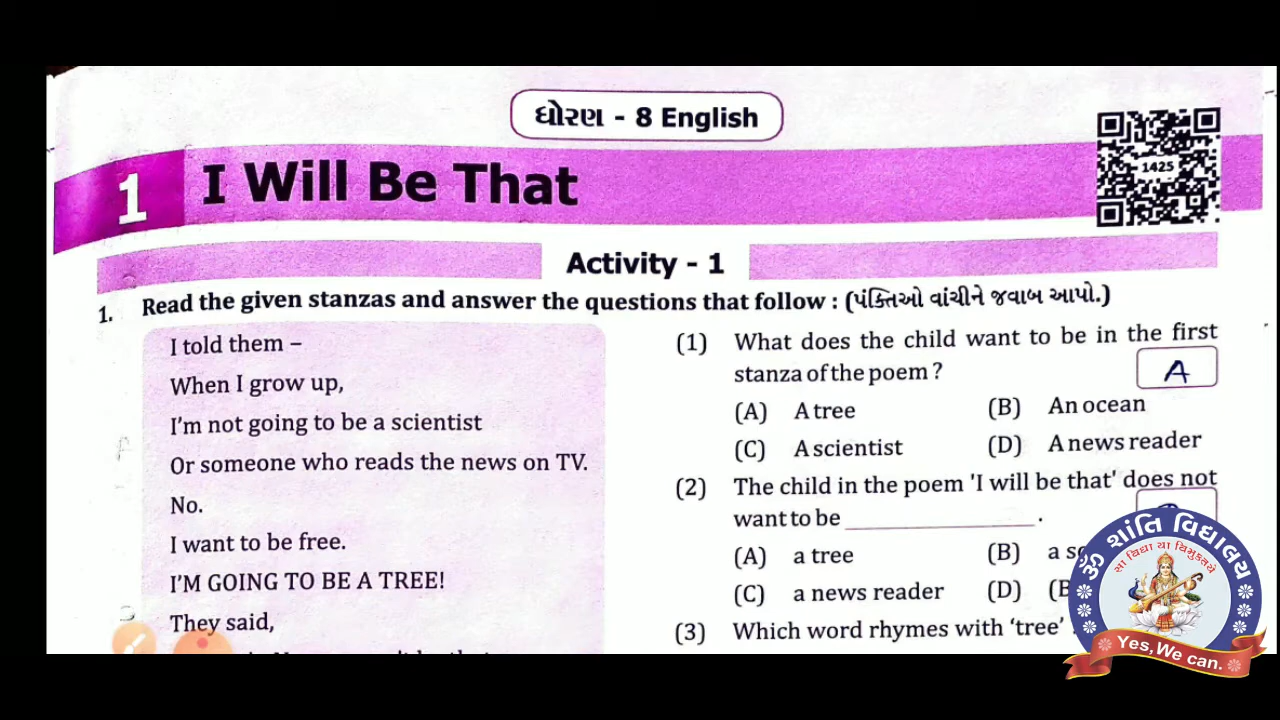 ધોરણ - 8 English
1425
1 I Will Be That
Activity - 1
1. Read the given stanzas and answer the questions that follow : (પંક્તિઓ વાંચીને જવાબ આપો.)
I told them –
When I grow up,
I'm not going to be a scientist
Or someone who reads the news on TV.
No.
I want to be free.
I'M GOING TO BE A TREE!
They said,
(1) What does the child want to be in the first
stanza of the poem ?
A
(A) A tree (B) An ocean
(C) A scientist (D) A news reader
(2) The child in the poem 'I will be that' does not
want to be ______________ .
(A) a tree (B) a
(C) a news reader (D)
(3) Which word rhymes with 'tree'
ૐ શાંતિ વિદ્યાલય
સા વિદ્યા યા વિમુક્તયે
Yes, We can.